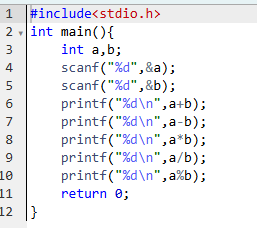 1 #include<stdio.h>
2 int main(){
3     int a,b;
4     scanf("%d",&a);
5     scanf("%d",&b);
6     printf("%d\n",a+b);
7     printf("%d\n",a-b);
8     printf("%d\n",a*b);
9     printf("%d\n",a/b);
10     printf("%d\n",a%b);
11     return 0;
12 }